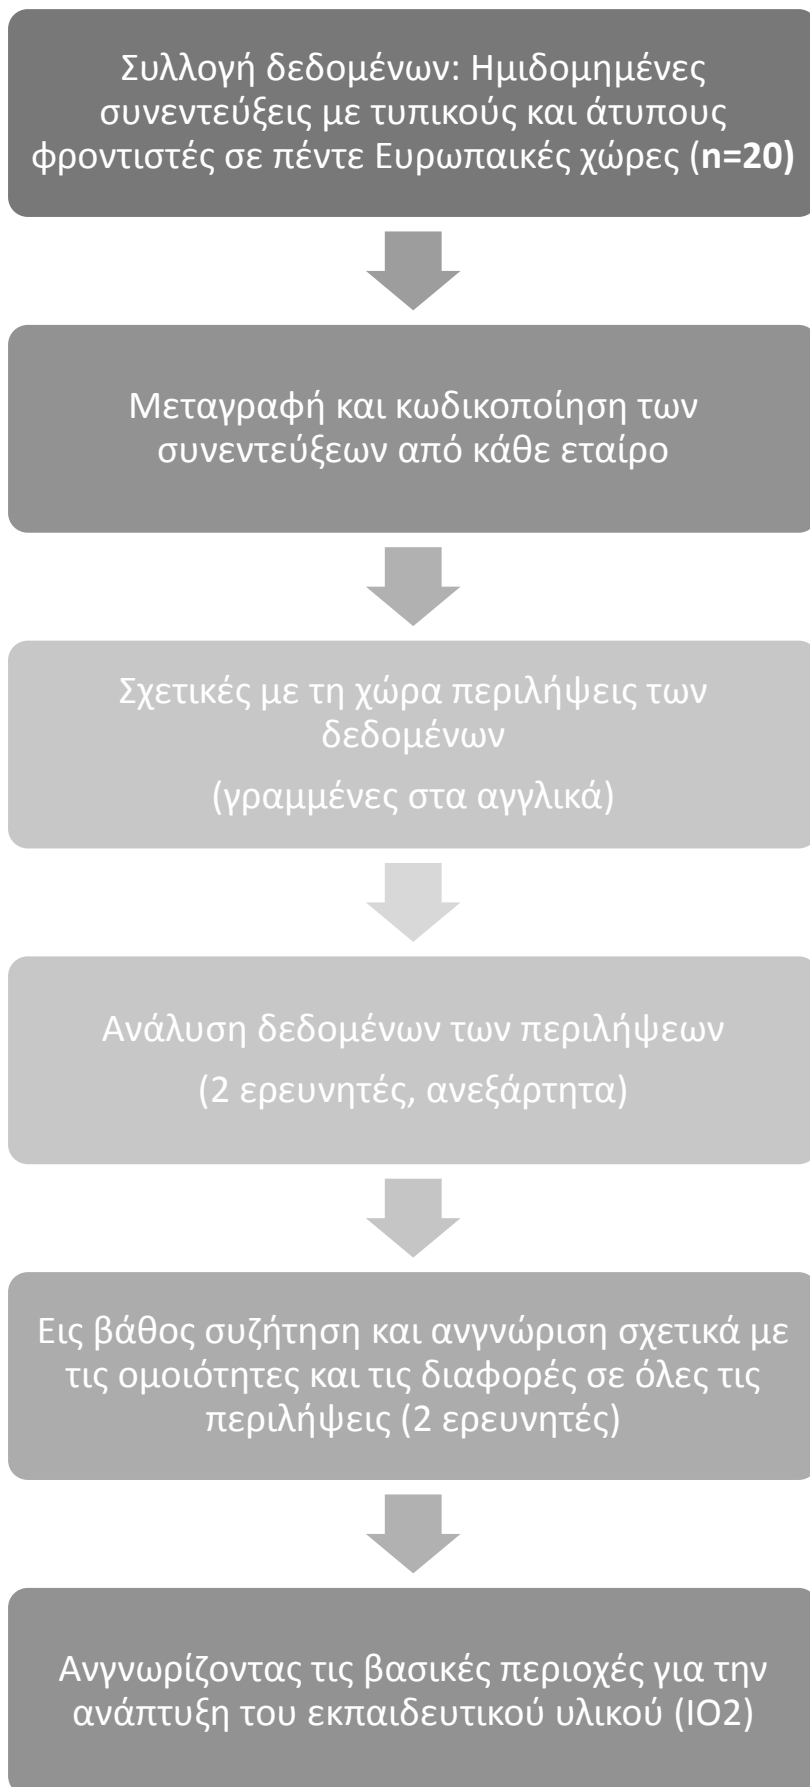 Συλλογή δεδομένων: Ημιδομημένες
συνεντεύξεις με τυπικούς και άτυπους
φροντιστές σε πέντε Ευρωπαικές χώρες (n=20)
Μεταγραφή και κωδικοποίηση των
συνεντεύξεων από κάθε εταίρο
Σχετικές με τη χώρα περιλήψεις των
δεδομένων
(γραμμένες στα αγγλικά)
Ανάλυση δεδομένων των περιλήψεων
(2 ερευνητές, ανεξάρτητα)
Εις βάθος συζήτηση και ανγνώριση σχετικά με
τις ομοιότητες και τις διαφορές σε όλες τις
περιλήψεις (2 ερευνητές)
Ανγνωρίζοντας τις βασικές περιοχές για την
ανάπτυξη του εκπαιδευτικού υλικού (IO2)